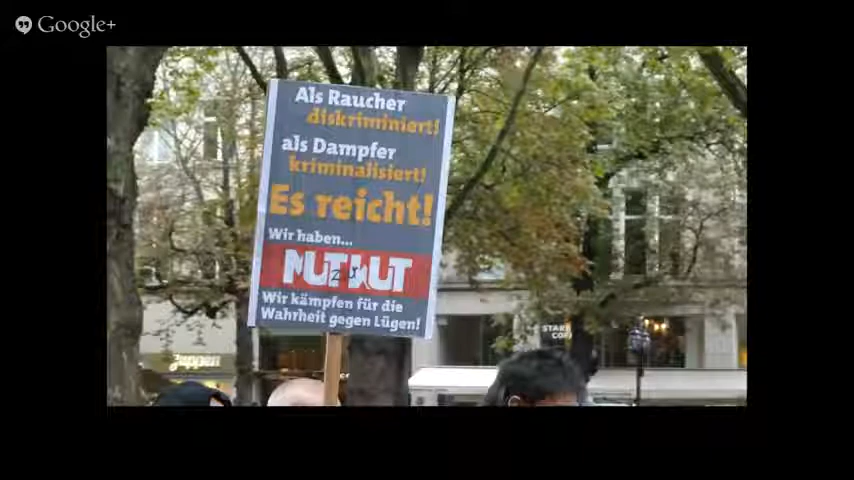 Google+
Als Raucher
diskriminiert!
als Dampfer
kriminalisiert!
Es reicht!
Wir haben...
MUT zur WUT
Wir kämpfen für die
Wahrheit gegen Lügen!